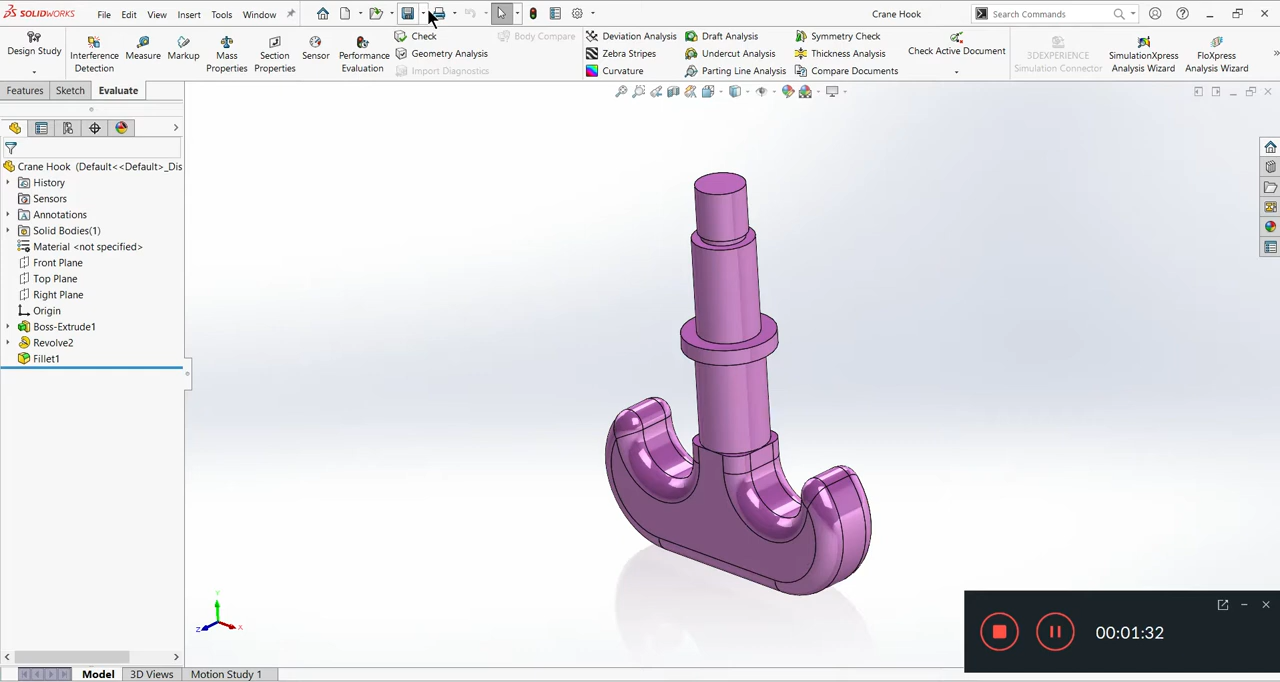 SOLIDWORKS File Edit View Insert Tools Window Crane Hook Search Commands
Design Study
Interference Detection
Measure
Markup
Mass Properties
Section Properties
Sensor
Performance Evaluation
Check
Geometry Analysis
Import Diagnostics
Body Compare
Deviation Analysis
Zebra Stripes
Curvature
Draft Analysis
Undercut Analysis
Parting Line Analysis
Symmetry Check
Thickness Analysis
Compare Documents
Check Active Document
3DEXPERIENCE Simulation Connector
SimulationXpress Analysis Wizard
FloXpress Analysis Wizard
Features Sketch Evaluate
Crane Hook (Default<<Default>_Dis
History
Sensors
Annotations
Solid Bodies(1)
Material <not specified>
Front Plane
Top Plane
Right Plane
Origin
Boss-Extrude1
Revolve2
Fillet1
Y
Z
X
00:01:32
Model 3D Views Motion Study 1